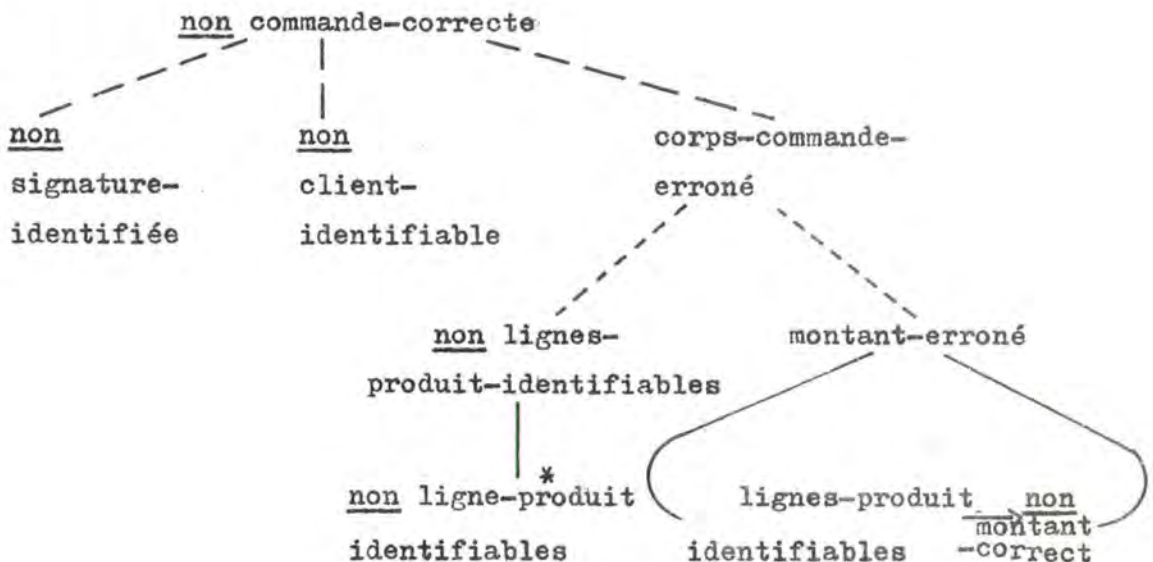 non commande-correcte
non non corps-commande-
signature- client- erroné
identifiée identifiable
non lignes- montant-erroné
produit-identifiables
*
non ligne-produit lignes-produit non
identifiables identifiables montant
-correct